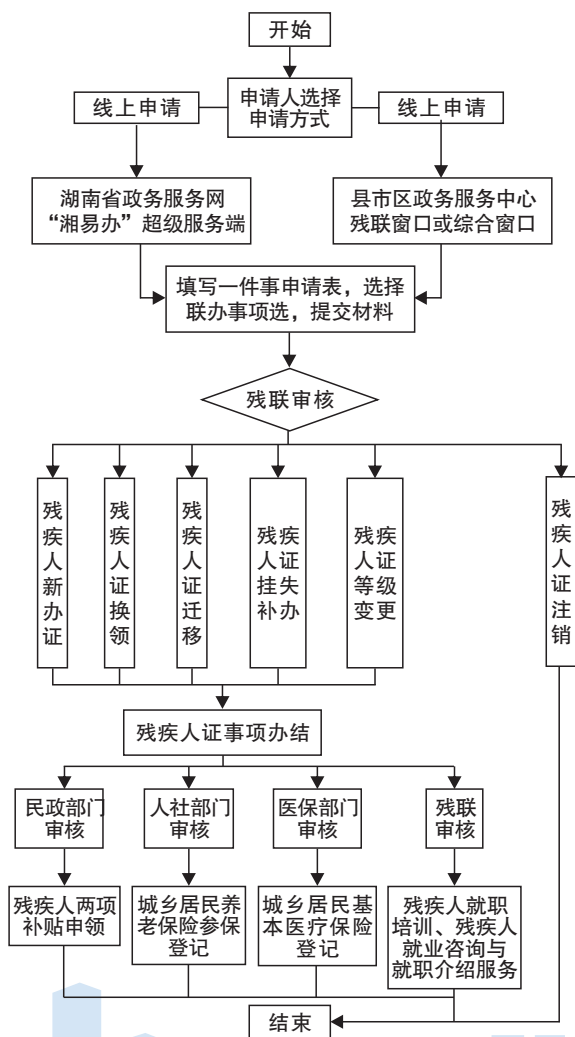 开始
线上申请
申请人选择
申请方式
线上申请
湖南省政务服务网
“湘易办”超级服务端
县市区政务服务中心
残联窗口或综合窗口
填写一件事申请表，选择
联办事项选，提交材料
残联审核
残疾人新办证
残疾人证换领
残疾人证迁移
残疾
人证
挂失
补办
残疾
人证
等级
变更
残疾人证注销
残疾人证事项办结
民政部门
审核
人社部门
审核
医保部门
审核
残联
审核
残疾人两项
补贴申领
城乡居民养
老保险参保
登记
城乡居民基
本医疗保险
登记
残疾人就职
培训、残疾人
就业咨询与
就职介绍服务
结束